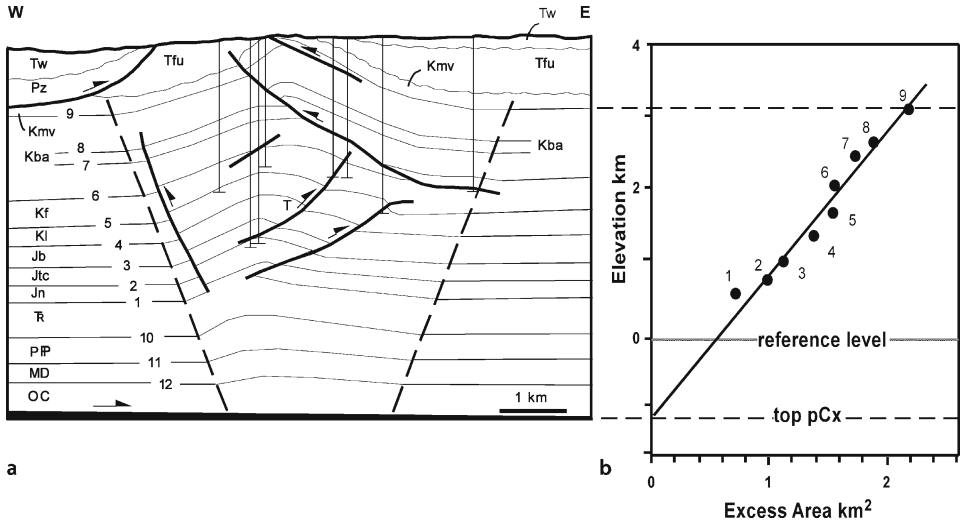 W
E
Tw
Tw
Tfu
Kmv
Tfu
Pz
Kmv
9
8
Kba
7
Kba
6
T
Kf
5
Kl
4
Jb
3
Jtc
2
Jn
1
TR
10
PIP
11
MD
12
OC
1 km
a
4
9
8
7
6
2
5
4
3
2
1
0
reference level
top pCx
Elevation km
0
1
2
Excess Area km²
b